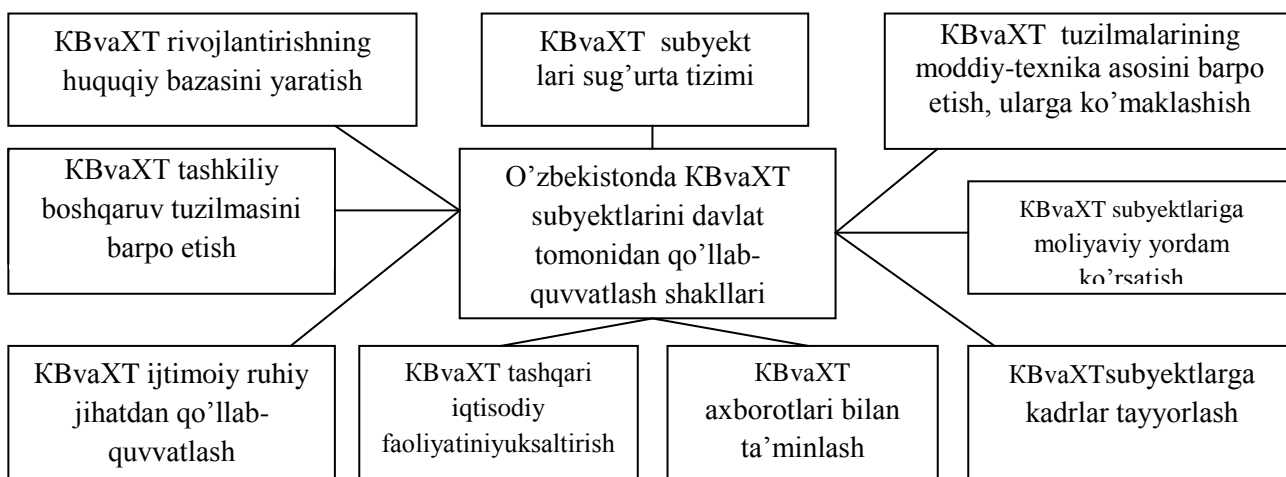 KBvaXT rivojlantirishning
huquqiy bazasini yaratish
KBvaXT subyekt
lari sug’urta tizimi
KBvaXT tuzilmalarining
moddiy-texnika asosini barpo
etish, ularga ko’maklashish
KBvaXT tashkiliy
boshqaruv tuzilmasini
barpo etish
O’zbekistonda KBvaXT
subyektlarini davlat
tomonidan qo’llab-
quvvatlash shakllari
KBvaXT subyektlariga
moliyaviy yordam
ko’rsatish
KBvaXT ijtimoiy ruhiy
jihatdan qo’llab-
quvvatlash
KBvaXT tashqari
iqtisodiy
faoliyatiniyuksaltirish
KBvaXT
axborotlari bilan
ta’minlash
KBvaXTsubyektlarga
kadrlar tayyorlash